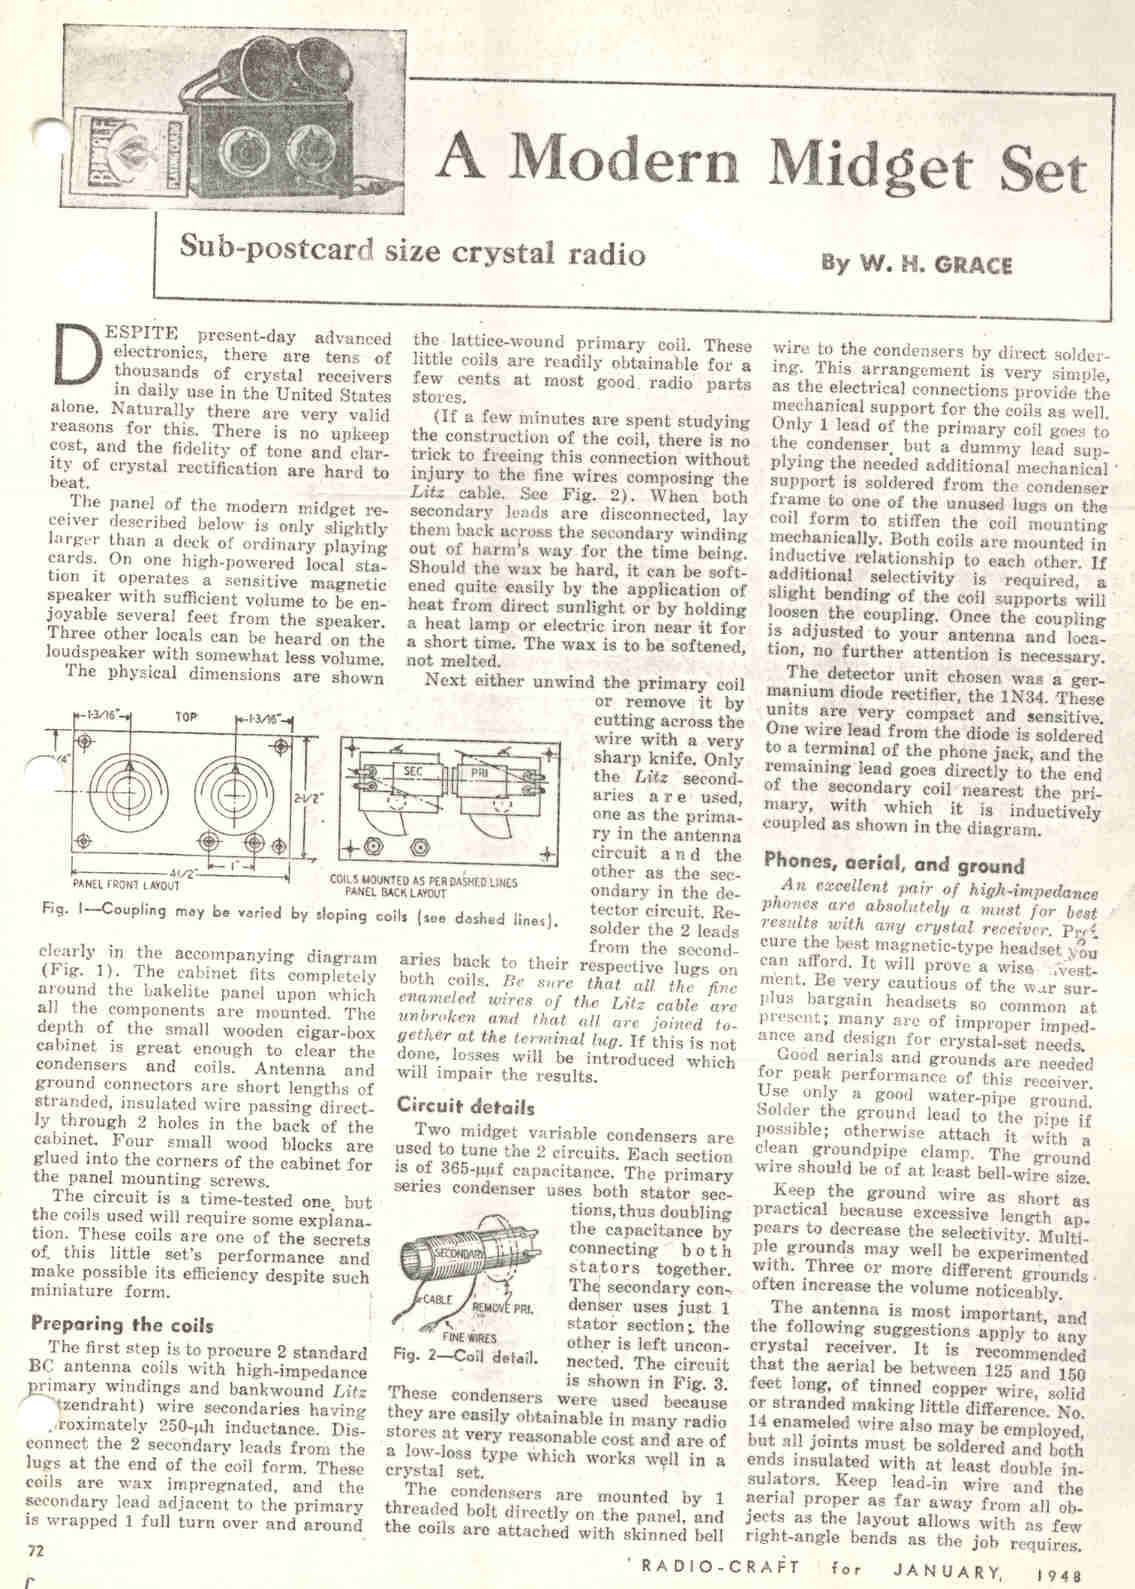 BICYCLE
PLAYING CARDS
A Modern Midget Set
Sub-postcard size crystal radio
By W. H. GRACE
DESPITE present-day advanced
electronics, there are tens of
thousands of crystal receivers
in daily use in the United States
alone. Naturally there are very valid
reasons for this. There is no upkeep
cost, and the fidelity of tone and clar-
ity of crystal rectification are hard to
beat.
The panel of the modern midget re-
ceiver described below is only slightly
larger than a deck of ordinary playing
cards. On one high-powered local sta-
tion it operates a sensitive magnetic
speaker with sufficient volume to be en-
joyable several feet from the speaker.
Three other locals can be heard on the
loudspeaker with somewhat less volume.
The physical dimensions are shown
1-3/16"
TOP
1-3/16"
/4"
2-1/2"
1"
4 1/2"
PANEL FRONT LAYOUT
SEC
PRI
COILS MOUNTED AS PER DASHED LINES
PANEL BACK LAYOUT
Fig. 1—Coupling may be varied by sloping coils (see dashed lines).
clearly in the accompanying diagram
(Fig. 1). The cabinet fits completely
around the bakelite panel upon which
all the components are mounted. The
depth of the small wooden cigar-box
cabinet is great enough to clear the
condensers and coils. Antenna and
ground connectors are short lengths of
stranded, insulated wire passing direct-
ly through 2 holes in the back of the
cabinet. Four small wood blocks are
glued into the corners of the cabinet for
the panel mounting screws.
The circuit is a time-tested one, but
the coils used will require some explana-
tion. These coils are one of the secrets
of this little set's performance and
make possible its efficiency despite such
miniature form.
Preparing the coils
The first step is to procure 2 standard
BC antenna coils with high-impedance
primary windings and bankwound Litz
tzendraht) wire secondaries having
roximately 250-μh inductance. Dis-
connect the 2 secondary leads from the
lugs at the end of the coil form. These
coils are wax impregnated, and the
secondary lead adjacent to the primary
is wrapped 1 full turn over and around
the lattice-wound primary coil. These
little coils are readily obtainable for a
few cents at most good radio parts
stores.
(If a few minutes are spent studying
the construction of the coil, there is no
trick to freeing this connection without
injury to the fine wires composing the
Litz cable. See Fig. 2). When both
secondary leads are disconnected, lay
them back across the secondary winding
out of harm's way for the time being.
Should the wax be hard, it can be soft-
ened quite easily by the application of
heat from direct sunlight or by holding
a heat lamp or electric iron near it for
a short time. The wax is to be softened,
not melted.
Next either unwind the primary coil
or remove it by
cutting across the
wire with a very
sharp knife. Only
the Litz second-
aries are used,
one as the prima-
ry in the antenna
circuit and the
other as the sec-
ondary in the de-
tector circuit. Re-
solder the 2 leads
from the second-
aries back to their respective lugs on
both coils. Be sure that all the fine
enameled wires of the Litz cable are
unbroken and that all are joined to-
gether at the terminal lug. If this is not
done, losses will be introduced which
will impair the results.
Circuit details
Two midget variable condensers are
used to tune the 2 circuits. Each section
is of 365-μμf capacitance. The primary
series condenser uses both stator sec-
tions, thus doubling
the capacitance by
connecting both
stators together.
The secondary con-
denser uses just 1
stator section; the
other is left uncon-
nected. The circuit
is shown in Fig. 3.
SECONDARY
CABLE
REMOVE PRI.
FINE WIRES
Fig. 2—Coil detail.
These condensers were used because
they are easily obtainable in many radio
stores at very reasonable cost and are of
a low-loss type which works well in a
crystal set.
The condensers are mounted by 1
threaded bolt directly on the panel, and
the coils are attached with skinned bell
wire to the condensers by direct solder-
ing. This arrangement is very simple,
as the electrical connections provide the
mechanical support for the coils as well.
Only 1 lead of the primary coil goes to
the condenser, but a dummy lead sup-
plying the needed additional mechanical
support is soldered from the condenser
frame to one of the unused lugs on the
coil form to stiffen the coil mounting
mechanically. Both coils are mounted in
inductive relationship to each other. If
additional selectivity is required, a
slight bending of the coil supports will
loosen the coupling. Once the coupling
is adjusted to your antenna and loca-
tion, no further attention is necessary.
The detector unit chosen was a ger-
manium diode rectifier, the 1N34. These
units are very compact and sensitive.
One wire lead from the diode is soldered
to a terminal of the phone jack, and the
remaining lead goes directly to the end
of the secondary coil nearest the pri-
mary, with which it is inductively
coupled as shown in the diagram.
Phones, aerial, and ground
An excellent pair of high-impedance
phones are absolutely a must for best
results with any crystal receiver. Pro-
cure the best magnetic-type headset you
can afford. It will prove a wise vest-
ment. Be very cautious of the war sur-
plus bargain headsets so common at
present; many are of improper imped-
ance and design for crystal-set needs.
Good aerials and grounds are needed
for peak performance of this receiver.
Use only a good water-pipe ground.
Solder the ground lead to the pipe if
possible; otherwise attach it with a
clean groundpipe clamp. The ground
wire should be of at least bell-wire size.
Keep the ground wire as short as
practical because excessive length ap-
pears to decrease the selectivity. Multi-
ple grounds may well be experimented
with. Three or more different grounds
often increase the volume noticeably.
The antenna is most important, and
the following suggestions apply to any
crystal receiver. It is recommended
that the aerial be between 125 and 150
feet long, of tinned copper wire, solid
or stranded making little difference. No.
14 enameled wire also may be employed,
but all joints must be soldered and both
ends insulated with at least double in-
sulators. Keep lead-in wire and the
aerial proper as far away from all ob-
jects as the layout allows with as few
right-angle bends as the job requires.
72
RADIO-CRAFT for JANUARY, 1948